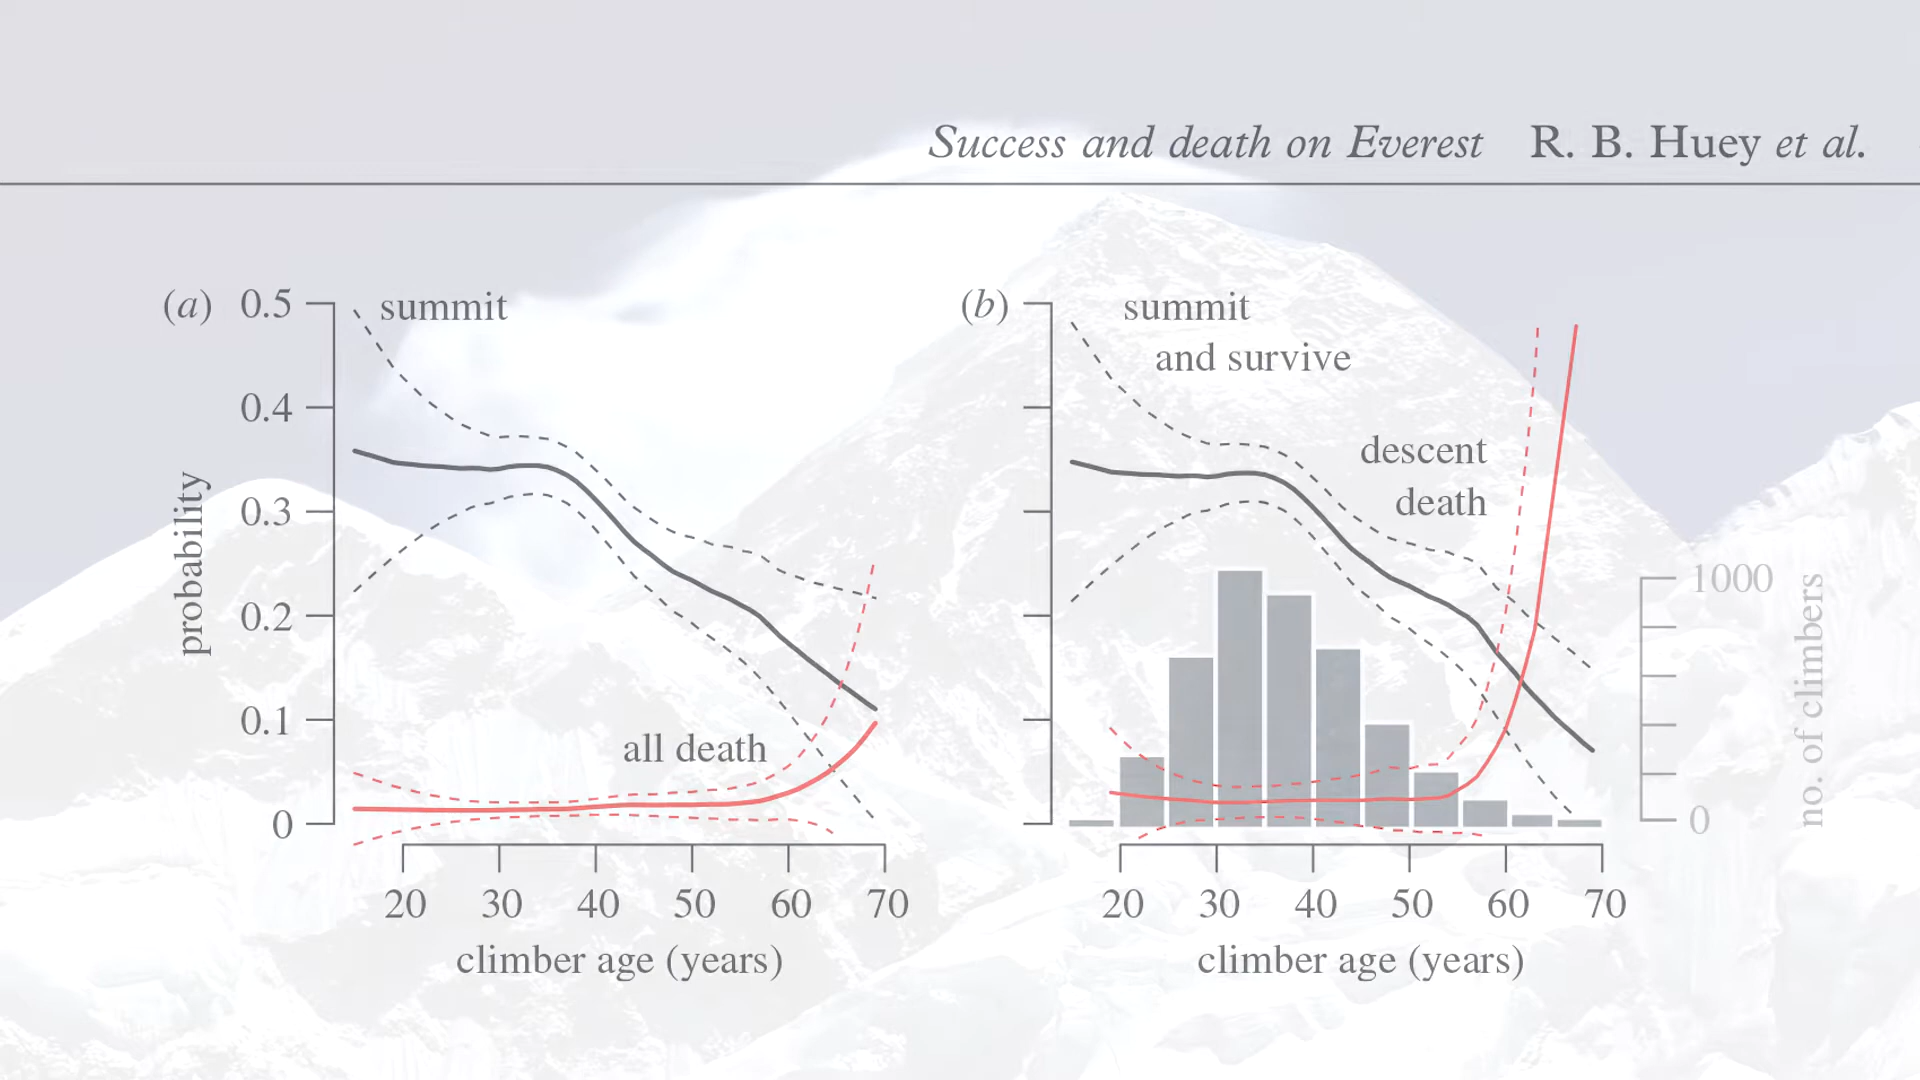 Success and death on Everest R. B. Huey et al.
(a)
0.5
0.4
0.3
0.2
0.1
0
probability
summit
all death
20 30 40 50 60 70
climber age (years)
(b)
summit
and survive
descent
death
20 30 40 50 60 70
climber age (years)
1000
0
no. of climbers